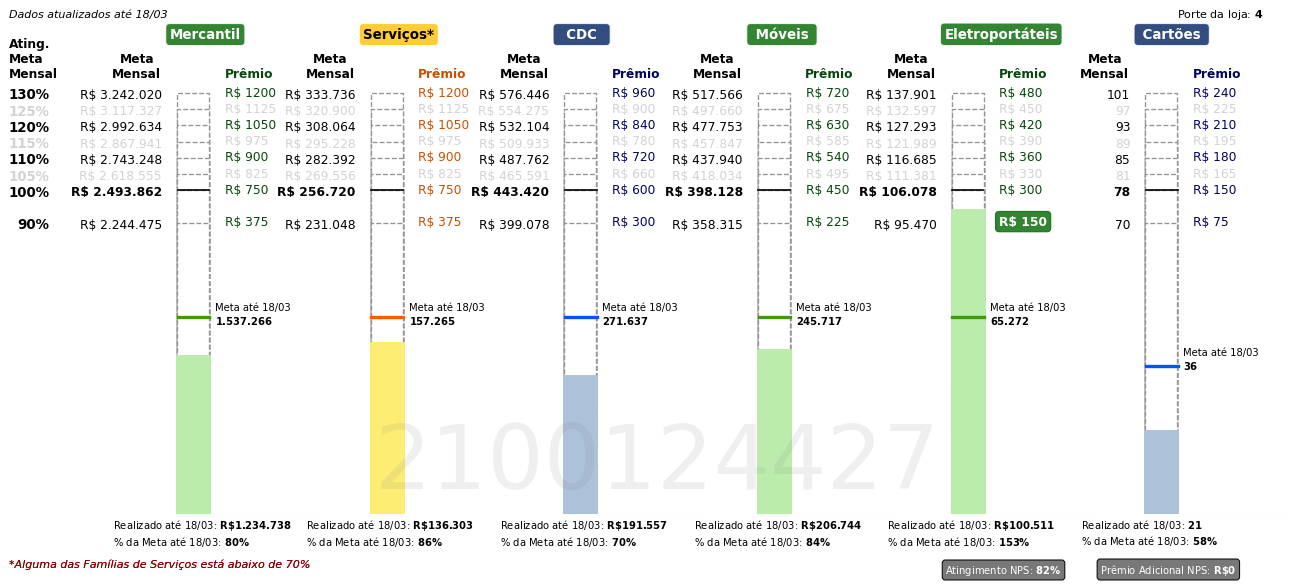 Dados atualizados até 18/03 Porte da loja: 4
Mercantil Serviços* CDC Móveis Eletroportáteis Cartões
Ating. Meta Mensal Meta Mensal Prêmio Meta Mensal Prêmio Meta Mensal Prêmio Meta Mensal Prêmio Meta Mensal Prêmio Meta Mensal Prêmio
130% R$ 3.242.020 R$ 1200 R$ 333.736 R$ 1200 R$ 576.446 R$ 960 R$ 517.566 R$ 720 R$ 137.901 R$ 480 101 R$ 240
125% R$ 3.117.327 R$ 1125 R$ 320.900 R$ 1125 R$ 554.275 R$ 900 R$ 497.660 R$ 675 R$ 132.597 R$ 450 97 R$ 225
120% R$ 2.992.634 R$ 1050 R$ 308.064 R$ 1050 R$ 532.104 R$ 840 R$ 477.753 R$ 630 R$ 127.293 R$ 420 93 R$ 210
115% R$ 2.867.941 R$ 975 R$ 295.228 R$ 975 R$ 509.933 R$ 780 R$ 457.847 R$ 585 R$ 121.989 R$ 390 89 R$ 195
110% R$ 2.743.248 R$ 900 R$ 282.392 R$ 900 R$ 487.762 R$ 720 R$ 437.940 R$ 540 R$ 116.685 R$ 360 85 R$ 180
105% R$ 2.618.555 R$ 825 R$ 269.556 R$ 825 R$ 465.591 R$ 660 R$ 418.034 R$ 495 R$ 111.381 R$ 330 81 R$ 165
100% R$ 2.493.862 R$ 750 R$ 256.720 R$ 750 R$ 443.420 R$ 600 R$ 398.128 R$ 450 R$ 106.078 R$ 300 78 R$ 150
90% R$ 2.244.475 R$ 375 R$ 231.048 R$ 375 R$ 399.078 R$ 300 R$ 358.315 R$ 225 R$ 95.470 R$ 150 70 R$ 75
Meta até 18/03 Meta até 18/03 Meta até 18/03 Meta até 18/03 Meta até 18/03
1.537.266 157.265 271.637 245.717 65.272
Meta até 18/03
36
2100124427
Realizado até 18/03: R$1.234.738 Realizado até 18/03: R$136.303 Realizado até 18/03: R$191.557 Realizado até 18/03: R$206.744 Realizado até 18/03: R$100.511 Realizado até 18/03: 21
% da Meta até 18/03: 80% % da Meta até 18/03: 86% % da Meta até 18/03: 70% % da Meta até 18/03: 84% % da Meta até 18/03: 153% % da Meta até 18/03: 58%
*Alguma das Famílias de Serviços está abaixo de 70% Atingimento NPS: 82% Prêmio Adicional NPS: R$0